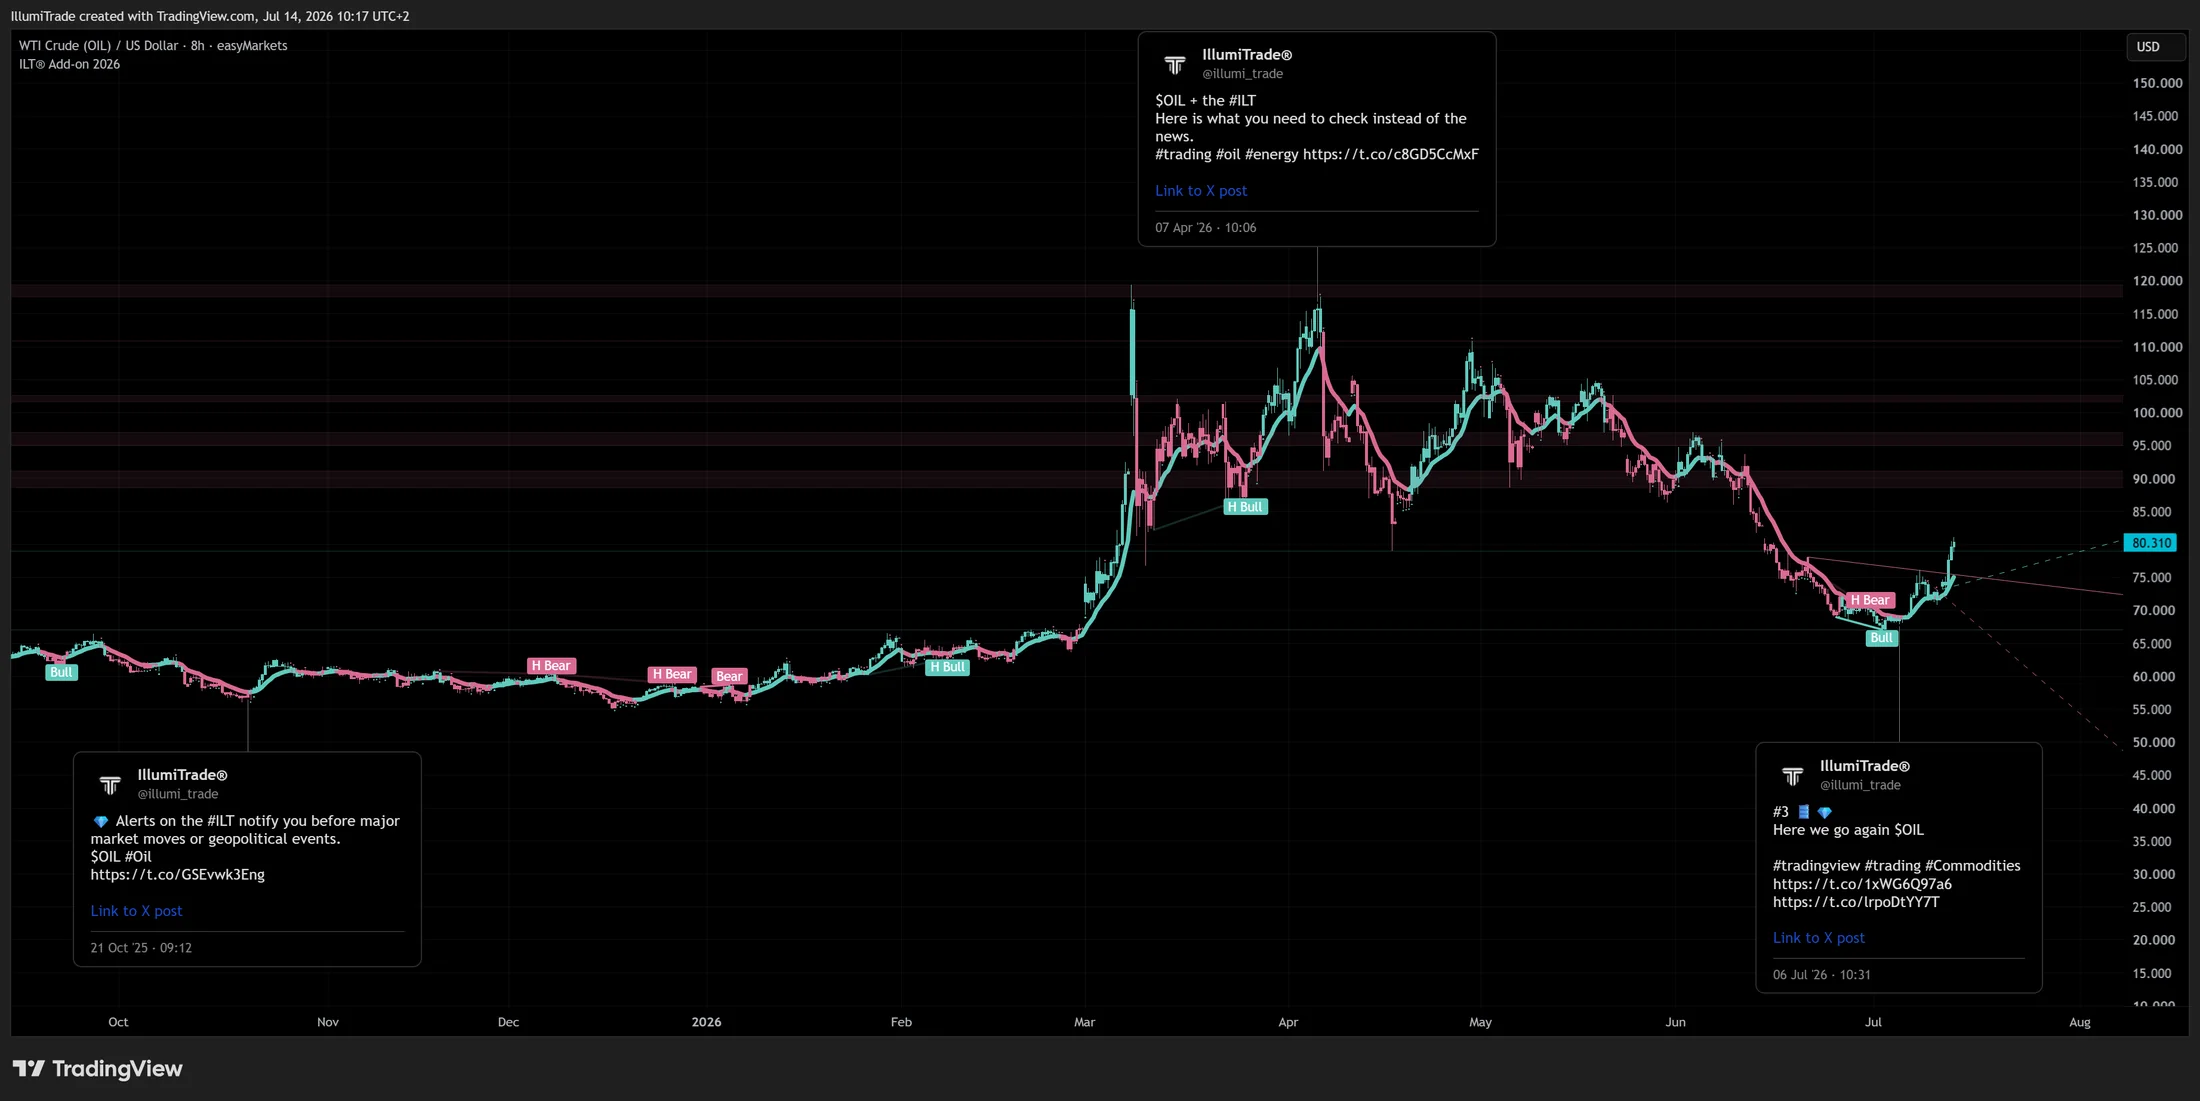 IllumiTrade created with TradingView.com, Jul 14, 2026 10:17 UTC+2
WTI Crude (OIL) / US Dollar · 8h · easyMarkets
ILT® Add-on 2026
USD
IllumiTrade®
@illumi_trade
$OIL + the #ILT
Here is what you need to check instead of the
news.
#trading #oil #energy https://t.co/c8GD5CcMxF
Link to X post
07 Apr '26 · 10:06
150.000
145.000
140.000
135.000
130.000
125.000
120.000
115.000
110.000
105.000
100.000
95.000
90.000
85.000
80.310
75.000
70.000
65.000
60.000
55.000
50.000
45.000
40.000
35.000
30.000
25.000
20.000
15.000
10.000
H Bull
H Bear
Bull
Bull
H Bear
H Bear
Bear
H Bull
IllumiTrade®
@illumi_trade
💎 Alerts on the #ILT notify you before major
market moves or geopolitical events.
$OIL #Oil
https://t.co/GSEvwk3Eng
Link to X post
21 Oct '25 · 09:12
IllumiTrade®
@illumi_trade
#3 🛢 💎
Here we go again $OIL
#tradingview #trading #Commodities
https://t.co/1xWG6Q97a6
https://t.co/lrpoDtYY7T
Link to X post
06 Jul '26 · 10:31
Oct
Nov
Dec
2026
Feb
Mar
Apr
May
Jun
Jul
Aug
TradingView